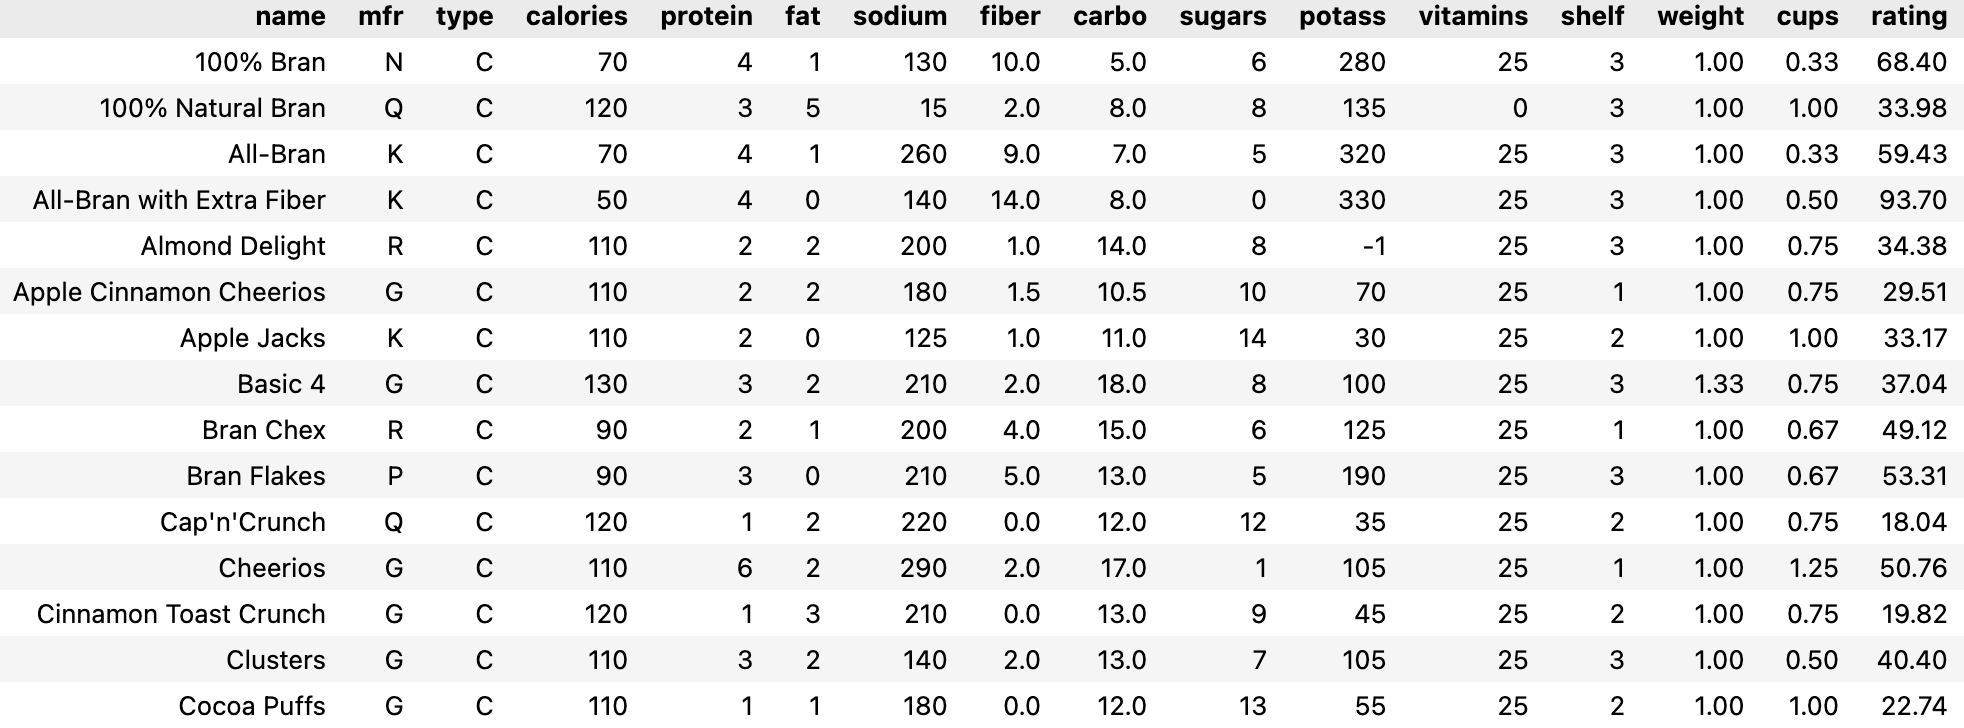 name mfr type calories protein fat sodium fiber carbo sugars potass vitamins shelf weight cups rating
100% Bran N C 70 4 1 130 10.0 5.0 6 280 25 3 1.00 0.33 68.40
100% Natural Bran Q C 120 3 5 15 2.0 8.0 8 135 0 3 1.00 1.00 33.98
All-Bran K C 70 4 1 260 9.0 7.0 5 320 25 3 1.00 0.33 59.43
All-Bran with Extra Fiber K C 50 4 0 140 14.0 8.0 0 330 25 3 1.00 0.50 93.70
Almond Delight R C 110 2 2 200 1.0 14.0 8 -1 25 3 1.00 0.75 34.38
Apple Cinnamon Cheerios G C 110 2 2 180 1.5 10.5 10 70 25 1 1.00 0.75 29.51
Apple Jacks K C 110 2 0 125 1.0 11.0 14 30 25 2 1.00 1.00 33.17
Basic 4 G C 130 3 2 210 2.0 18.0 8 100 25 3 1.33 0.75 37.04
Bran Chex R C 90 2 1 200 4.0 15.0 6 125 25 1 1.00 0.67 49.12
Bran Flakes P C 90 3 0 210 5.0 13.0 5 190 25 3 1.00 0.67 53.31
Cap'n'Crunch Q C 120 1 2 220 0.0 12.0 12 35 25 2 1.00 0.75 18.04
Cheerios G C 110 6 2 290 2.0 17.0 1 105 25 1 1.00 1.25 50.76
Cinnamon Toast Crunch G C 120 1 3 210 0.0 13.0 9 45 25 2 1.00 0.75 19.82
Clusters G C 110 3 2 140 2.0 13.0 7 105 25 3 1.00 0.50 40.40
Cocoa Puffs G C 110 1 1 180 0.0 12.0 13 55 25 2 1.00 1.00 22.74